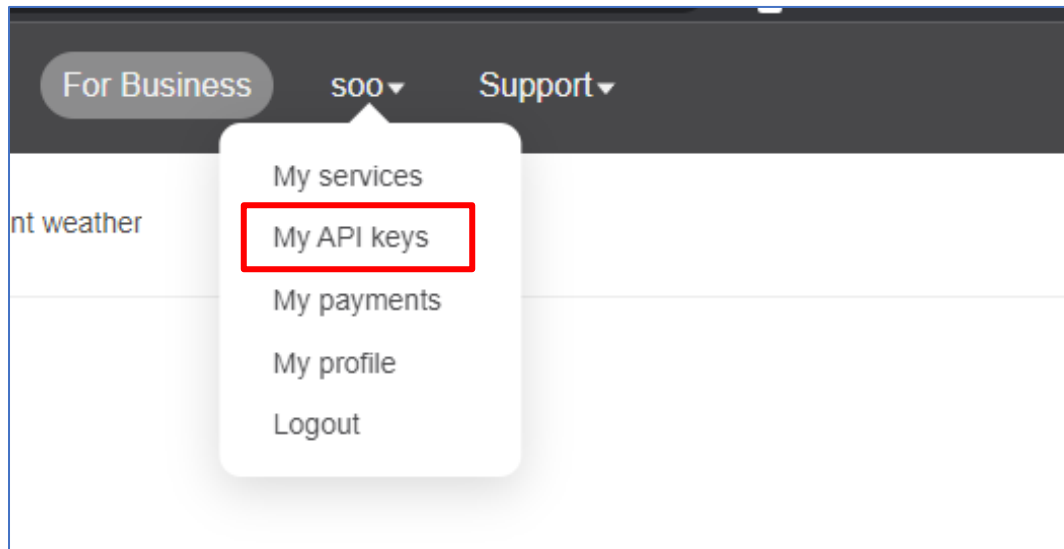 For Business soo Support
My services
nt weather
My API keys
My payments
My profile
Logout